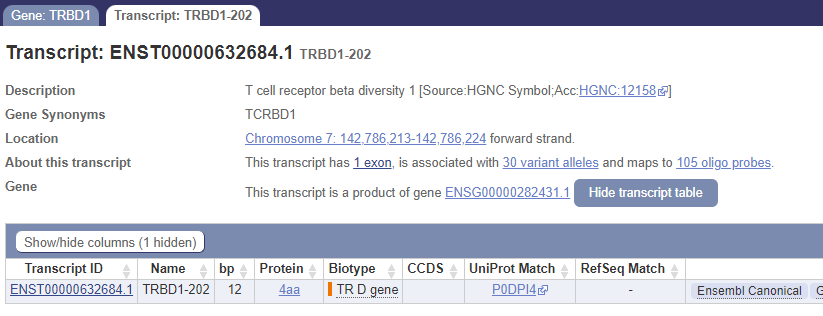 Gene: TRBD1 Transcript: TRBD1-202
Transcript: ENST00000632684.1 TRBD1-202
Description T cell receptor beta diversity 1 [Source:HGNC Symbol;Acc:HGNC:12158]
Gene Synonyms TCRBD1
Location Chromosome 7: 142,786,213-142,786,224 forward strand.
About this transcript This transcript has 1 exon, is associated with 30 variant alleles and maps to 105 oligo probes.
Gene This transcript is a product of gene ENSG00000282431.1 Hide transcript table
Show/hide columns (1 hidden)
Transcript ID Name bp Protein Biotype CCDS UniProt Match RefSeq Match
ENST00000632684.1 TRBD1-202 12 4aa TR D gene P0DPI4 - Ensembl Canonical G